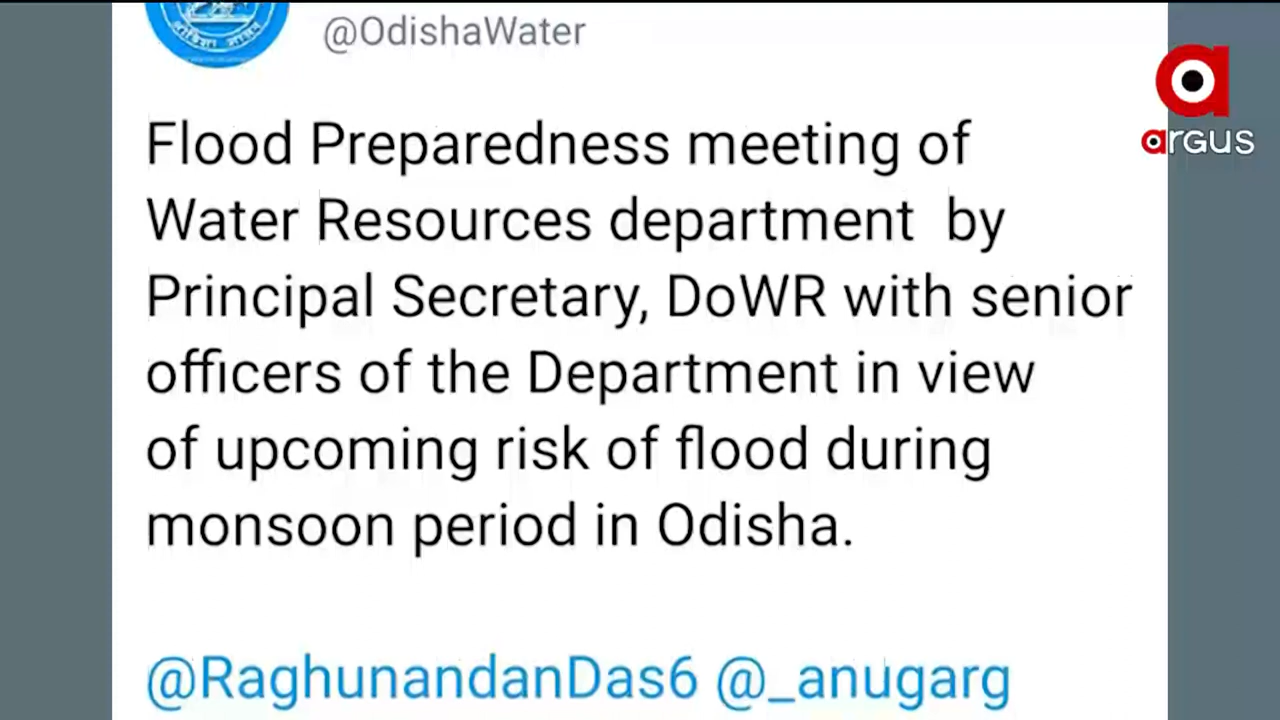 @OdishaWater
argus
Flood Preparedness meeting of
Water Resources department by
Principal Secretary, DoWR with senior
officers of the Department in view
of upcoming risk of flood during
monsoon period in Odisha.
@RaghunandanDas6 @_anugarg